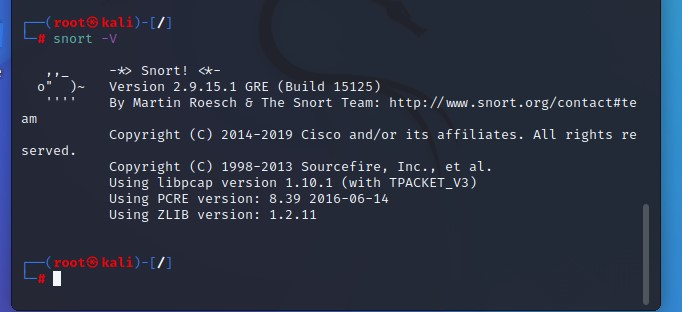 ┌──(root㉿kali)-[/]
└─# snort -V

   ,,_     -*> Snort! <*-
  o"  )~   Version 2.9.15.1 GRE (Build 15125)
   ''''    By Martin Roesch & The Snort Team: http://www.snort.org/contact#te
am
           Copyright (C) 2014-2019 Cisco and/or its affiliates. All rights re
served.
           Copyright (C) 1998-2013 Sourcefire, Inc., et al.
           Using libpcap version 1.10.1 (with TPACKET_V3)
           Using PCRE version: 8.39 2016-06-14
           Using ZLIB version: 1.2.11

┌──(root㉿kali)-[/]
└─#